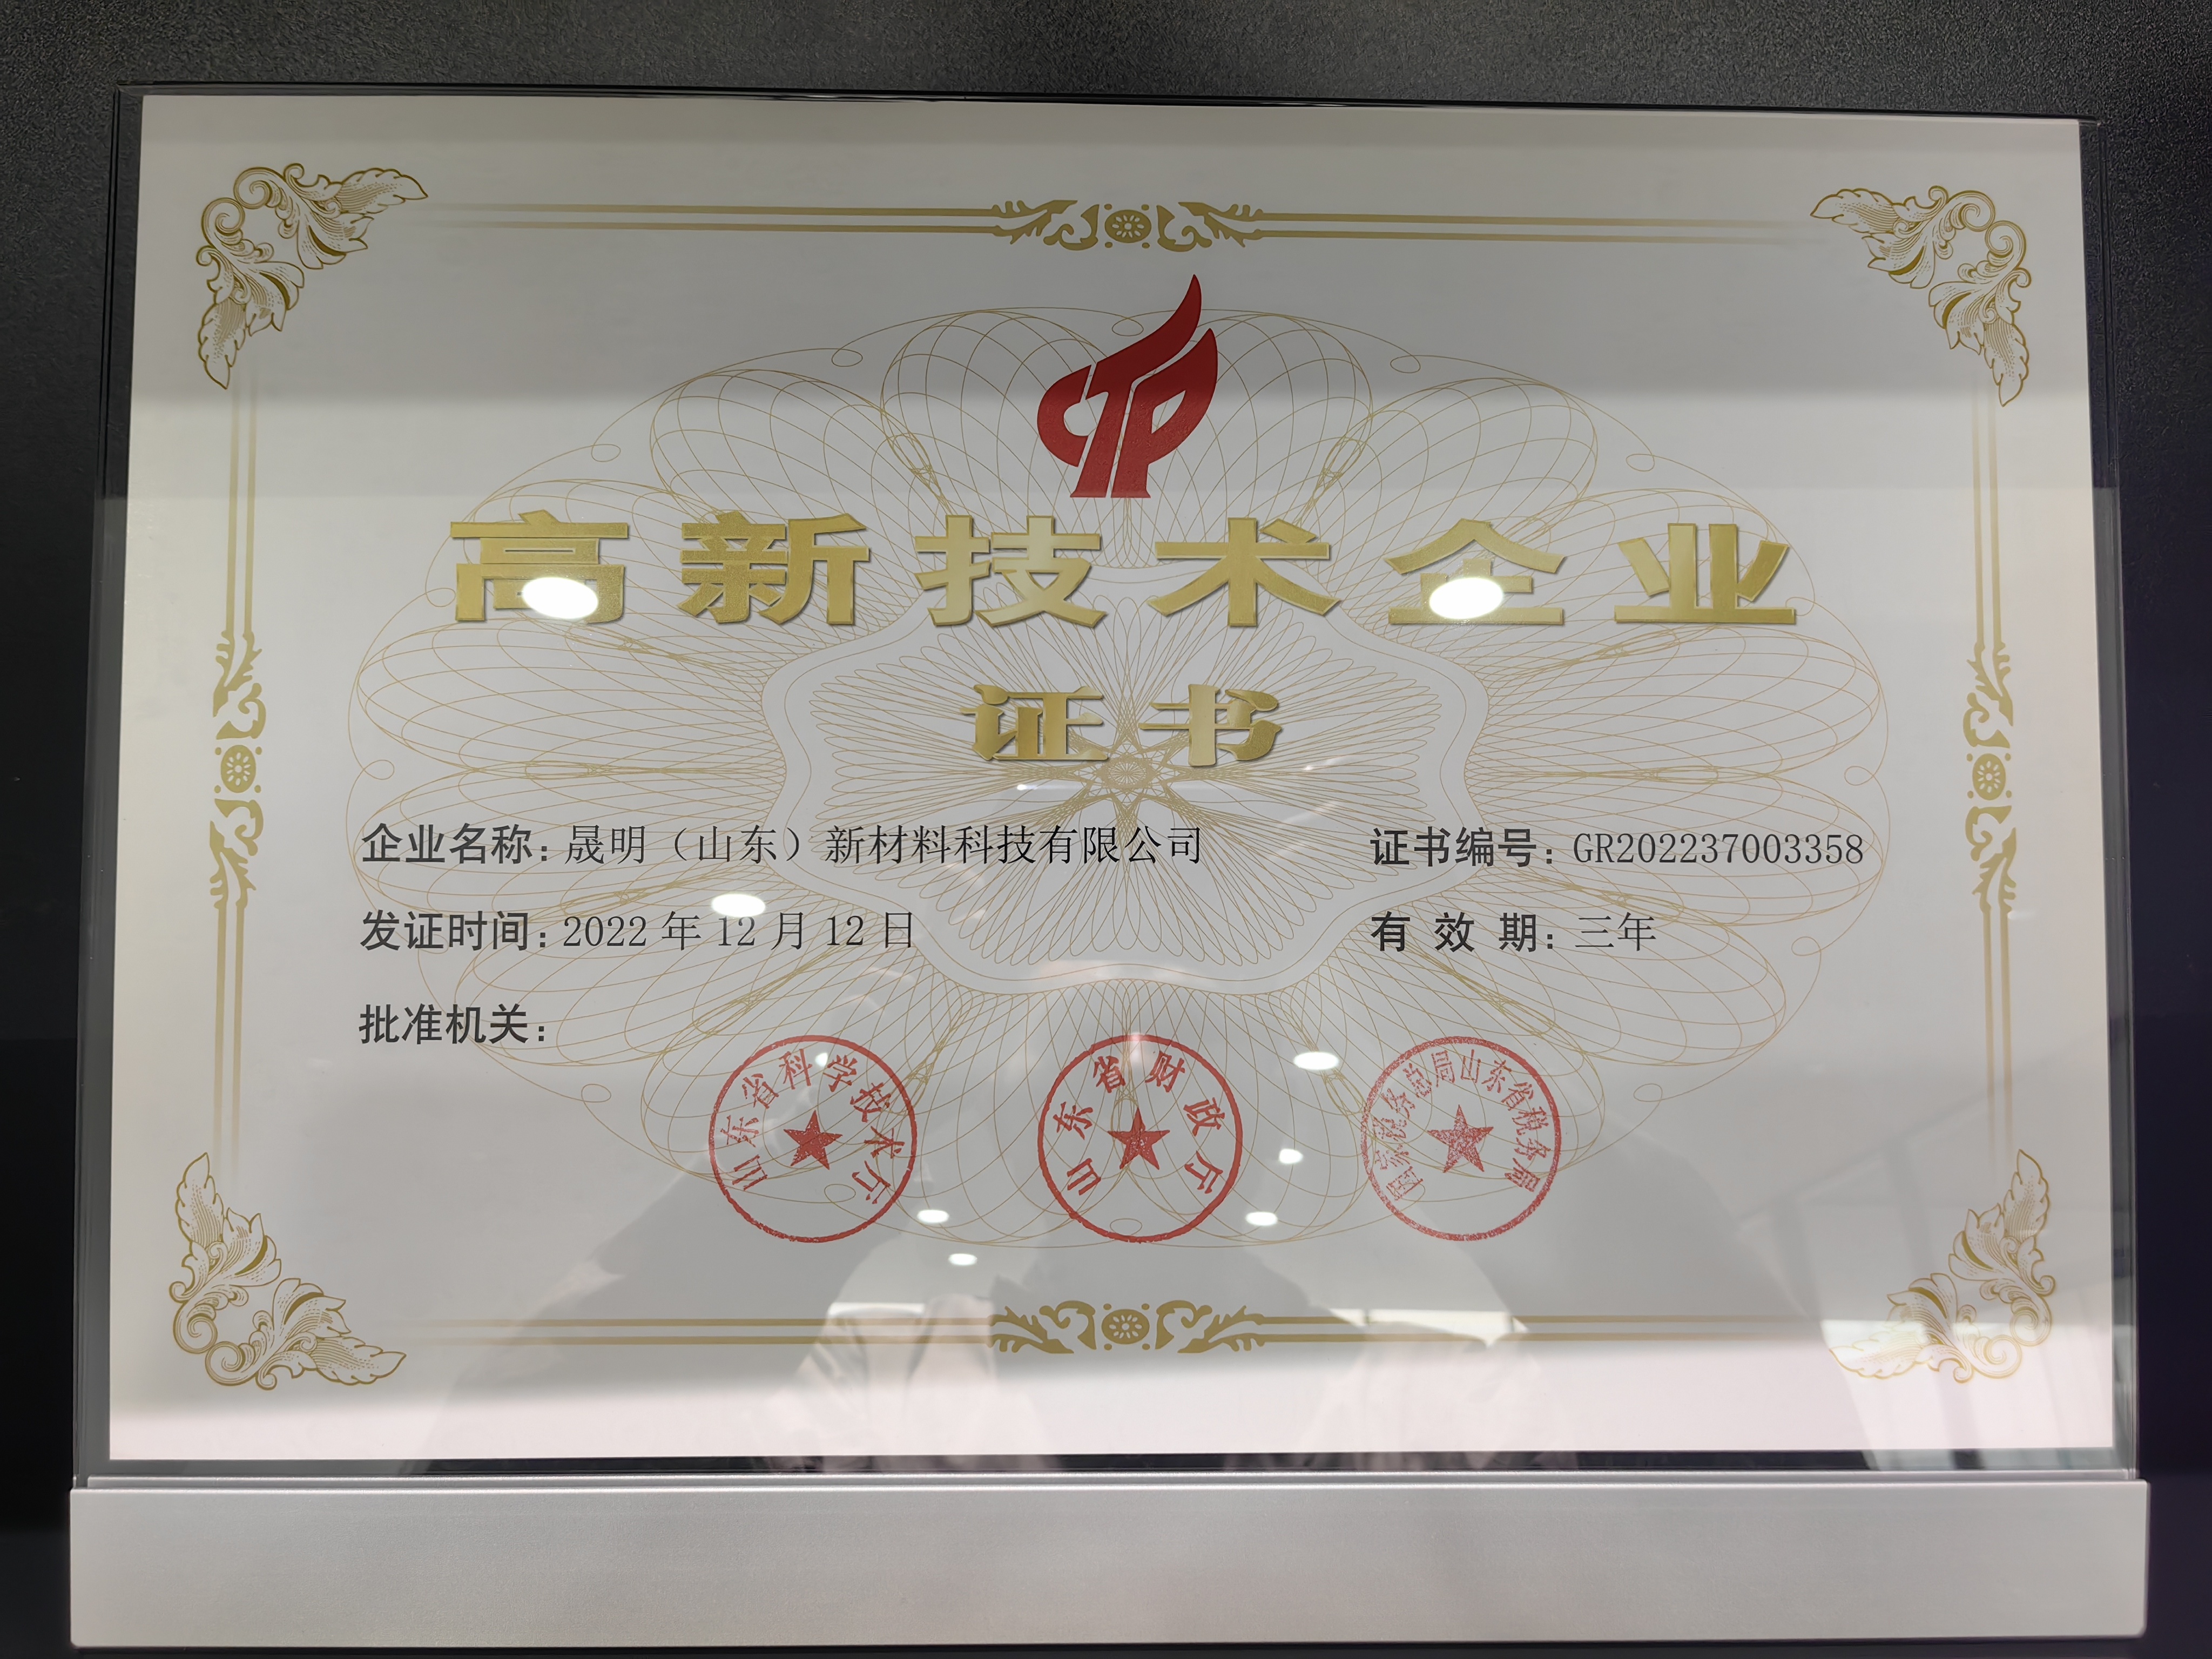 高新技术企业
证书
企业名称：晟明（山东）新材料科技有限公司
证书编号：GR202237003358
发证时间：2022年12月12日
有效期：三年
批准机关：
山东省科学技术厅
山东省财政厅
国家税务总局山东省税务局